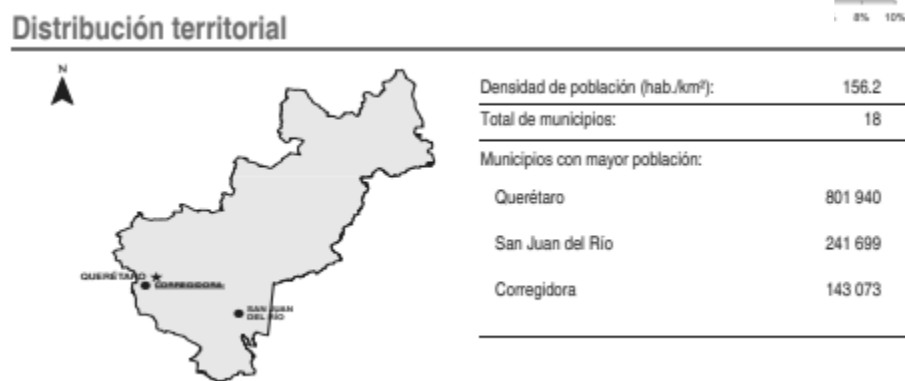 8% 10%
Distribución territorial
N
Densidad de población (hab./km²): 156.2
Total de municipios: 18
Municipios con mayor población:
Querétaro 801 940
San Juan del Río 241 699
Corregidora 143 073
QUERÉTARO
CORREGIDORA
SAN JUAN
DEL RÍO